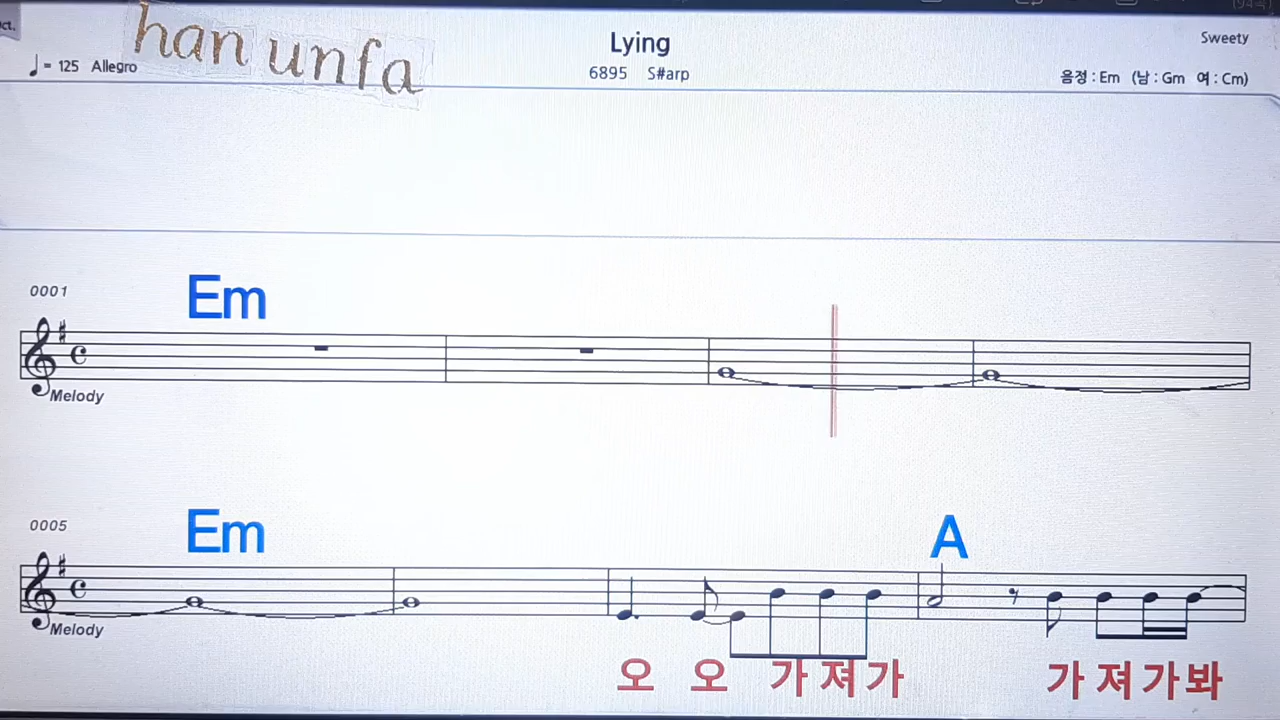 han unfa
Lying
Sweety
♩= 125 Allegro
6895 S#arp
음정 : Em (남 : Gm 여 : Cm)
0001
Em
Melody
0005
Em
A
Melody
오 오 가 져 가 가 져 가 봐